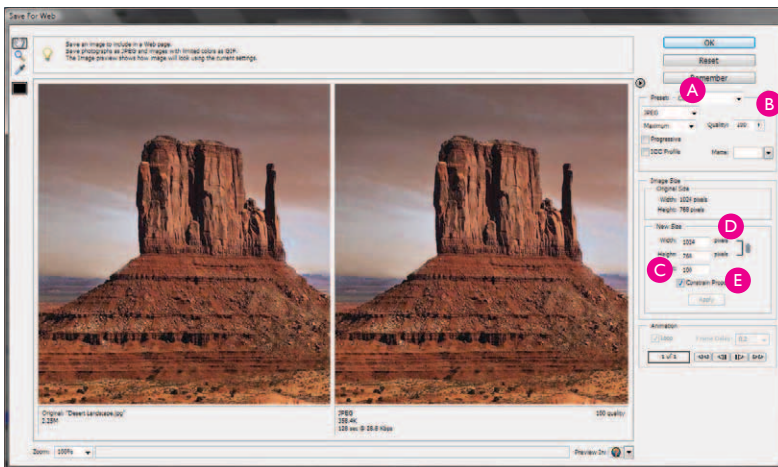 Save For Web
Save an image to include in a Web page.
Save photographs as JPEG and images with limited colors as GIF.
The image preview shows how image will look using the current settings.
OK
Reset
Remember
A
B
Preset:
JPEG
Maximum
Quality: 100
Progressive
ICC Profile
Matte:
Image Size
Original Size
Width: 1024 pixels
Height: 768 pixels
New Size
D
Width: 1024 pixels
Height: 768 pixels
C
100
E
Constrain
Apply
Animation
Loop
Frame Delay: 0.2
1 of 1
Original: "Desert Landscape.jpg"
2.25M
JPEG
100 quality
Zoom: 100%
Preview In: